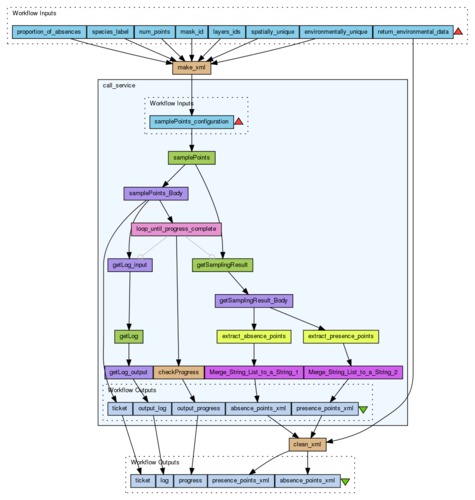 Workflow Inputs
proportion_of_absences species_label num_points mask_id layers_ids spatially_unique environmentally_unique return_environmental_data
make_xml
call_service
Workflow Inputs
samplePoints_configuration
samplePoints
samplePoints_Body
loop_until_progress_complete
getLog_input getSamplingResult
getSamplingResult_Body
getLog extract_absence_points extract_presence_points
getLog_output checkProgress Merge_String_List_to_a_String_1 Merge_String_List_to_a_String_2
Workflow Outputs
ticket output_log output_progress absence_points_xml presence_points_xml
clean_xml
Workflow Outputs
ticket log progress presence_points_xml absence_points_xml